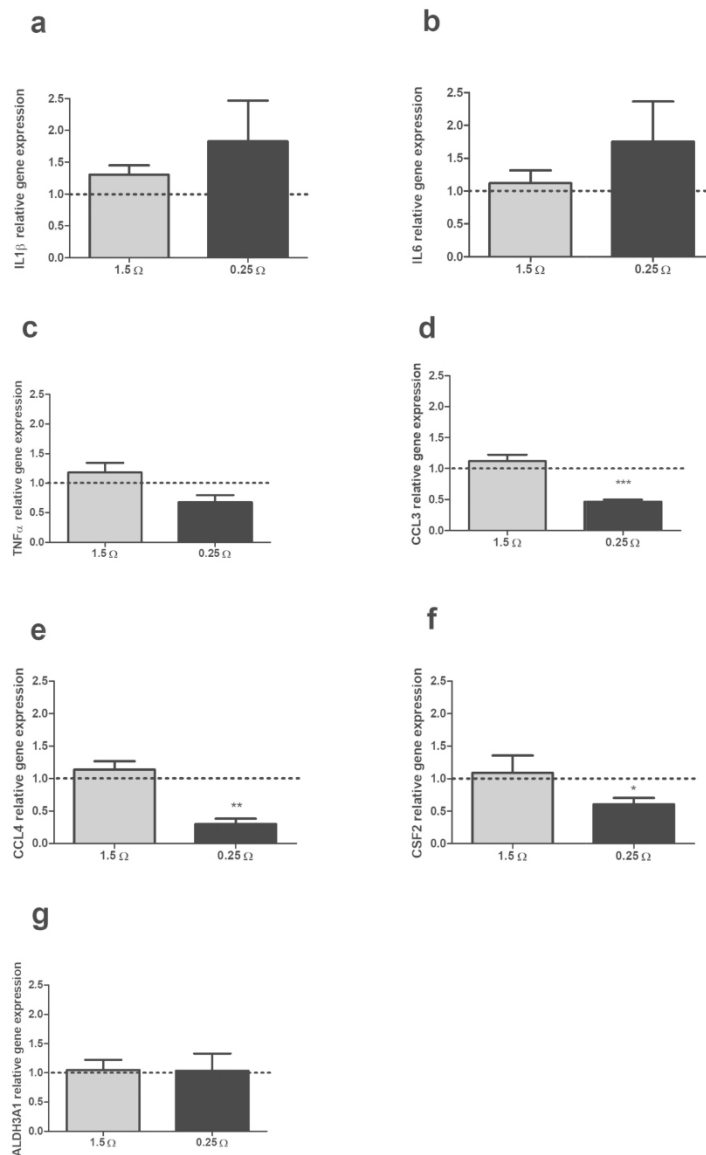 a
IL1β relative gene expression
2.5
2.0
1.5
1.0
0.5
0.0
1.5 Ω 0.25 Ω
b
IL6 relative gene expression
2.5
2.0
1.5
1.0
0.5
0.0
1.5 Ω 0.25 Ω
c
TNFα relative gene expression
2.5
2.0
1.5
1.0
0.5
0.0
1.5 Ω 0.25 Ω
d
CCL3 relative gene expression
2.5
2.0
1.5
1.0
0.5
0.0
***
1.5 Ω 0.25 Ω
e
CCL4 relative gene expression
2.5
2.0
1.5
1.0
0.5
0.0
**
1.5 Ω 0.25 Ω
f
CSF2 relative gene expression
2.5
2.0
1.5
1.0
0.5
0.0
*
1.5 Ω 0.25 Ω
g
ALDH3A1 relative gene expression
2.5
2.0
1.5
1.0
0.5
0.0
1.5 Ω 0.25 Ω